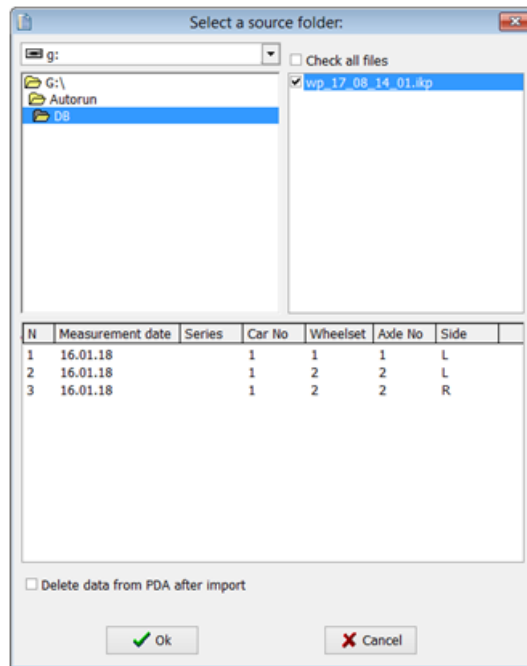 Select a source folder:
g:
Check all files
G:\
Autorun
DB
wp_17_08_14_01.ikp
N Measurement date Series Car No Wheelset Axle No Side
1 16.01.18 1 1 1 L
2 16.01.18 1 2 2 L
3 16.01.18 1 2 2 R
Delete data from PDA after import
Ok
Cancel